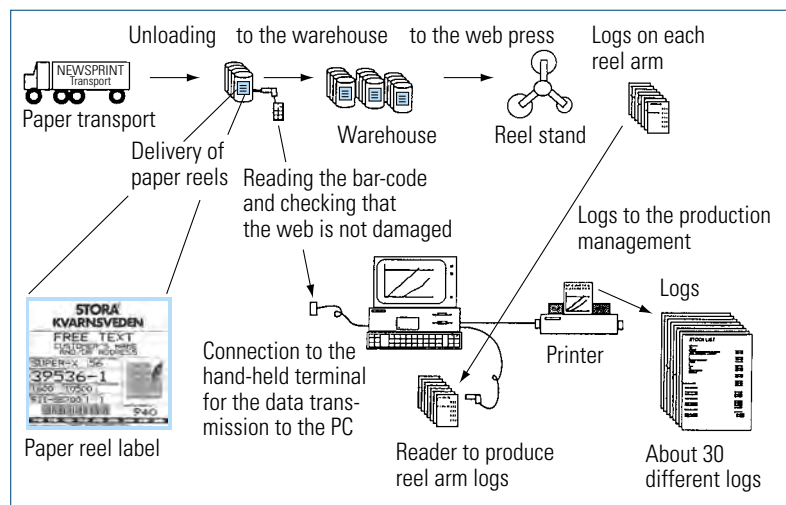 Unloading to the warehouse to the web press
Logs on each
reel arm
NEWSPRINT
Transport
Paper transport
Warehouse
Reel stand
Delivery of
paper reels
Reading the bar-code
and checking that
the web is not damaged
Logs to the production
management
STORA
KVARNSVEDEN
FREE TEXT
CUSTOMER'S NAME
AND/OR ADDRESS
SUPER-X 56
39536-1
940
Paper reel label
Connection to the
hand-held terminal
for the data trans-
mission to the PC
Printer
Logs
STOCK LIST
Reader to produce
reel arm logs
About 30
different logs